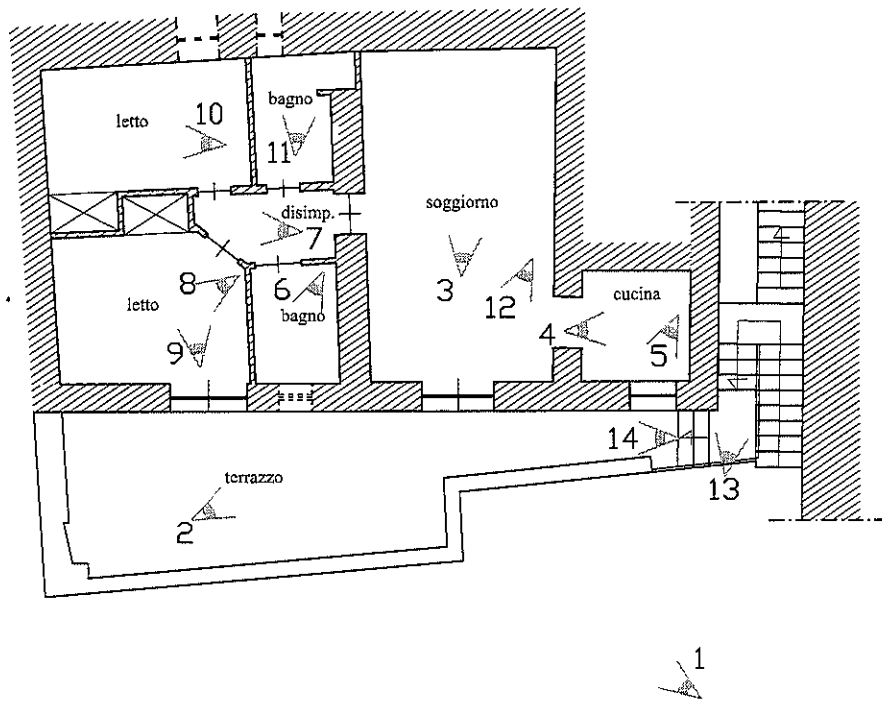 letto
10
bagno
11
soggiorno
disimp.
7
letto
8
6
bagno
3
12
cucina
4
5
9
14
13
terrazzo
2
1